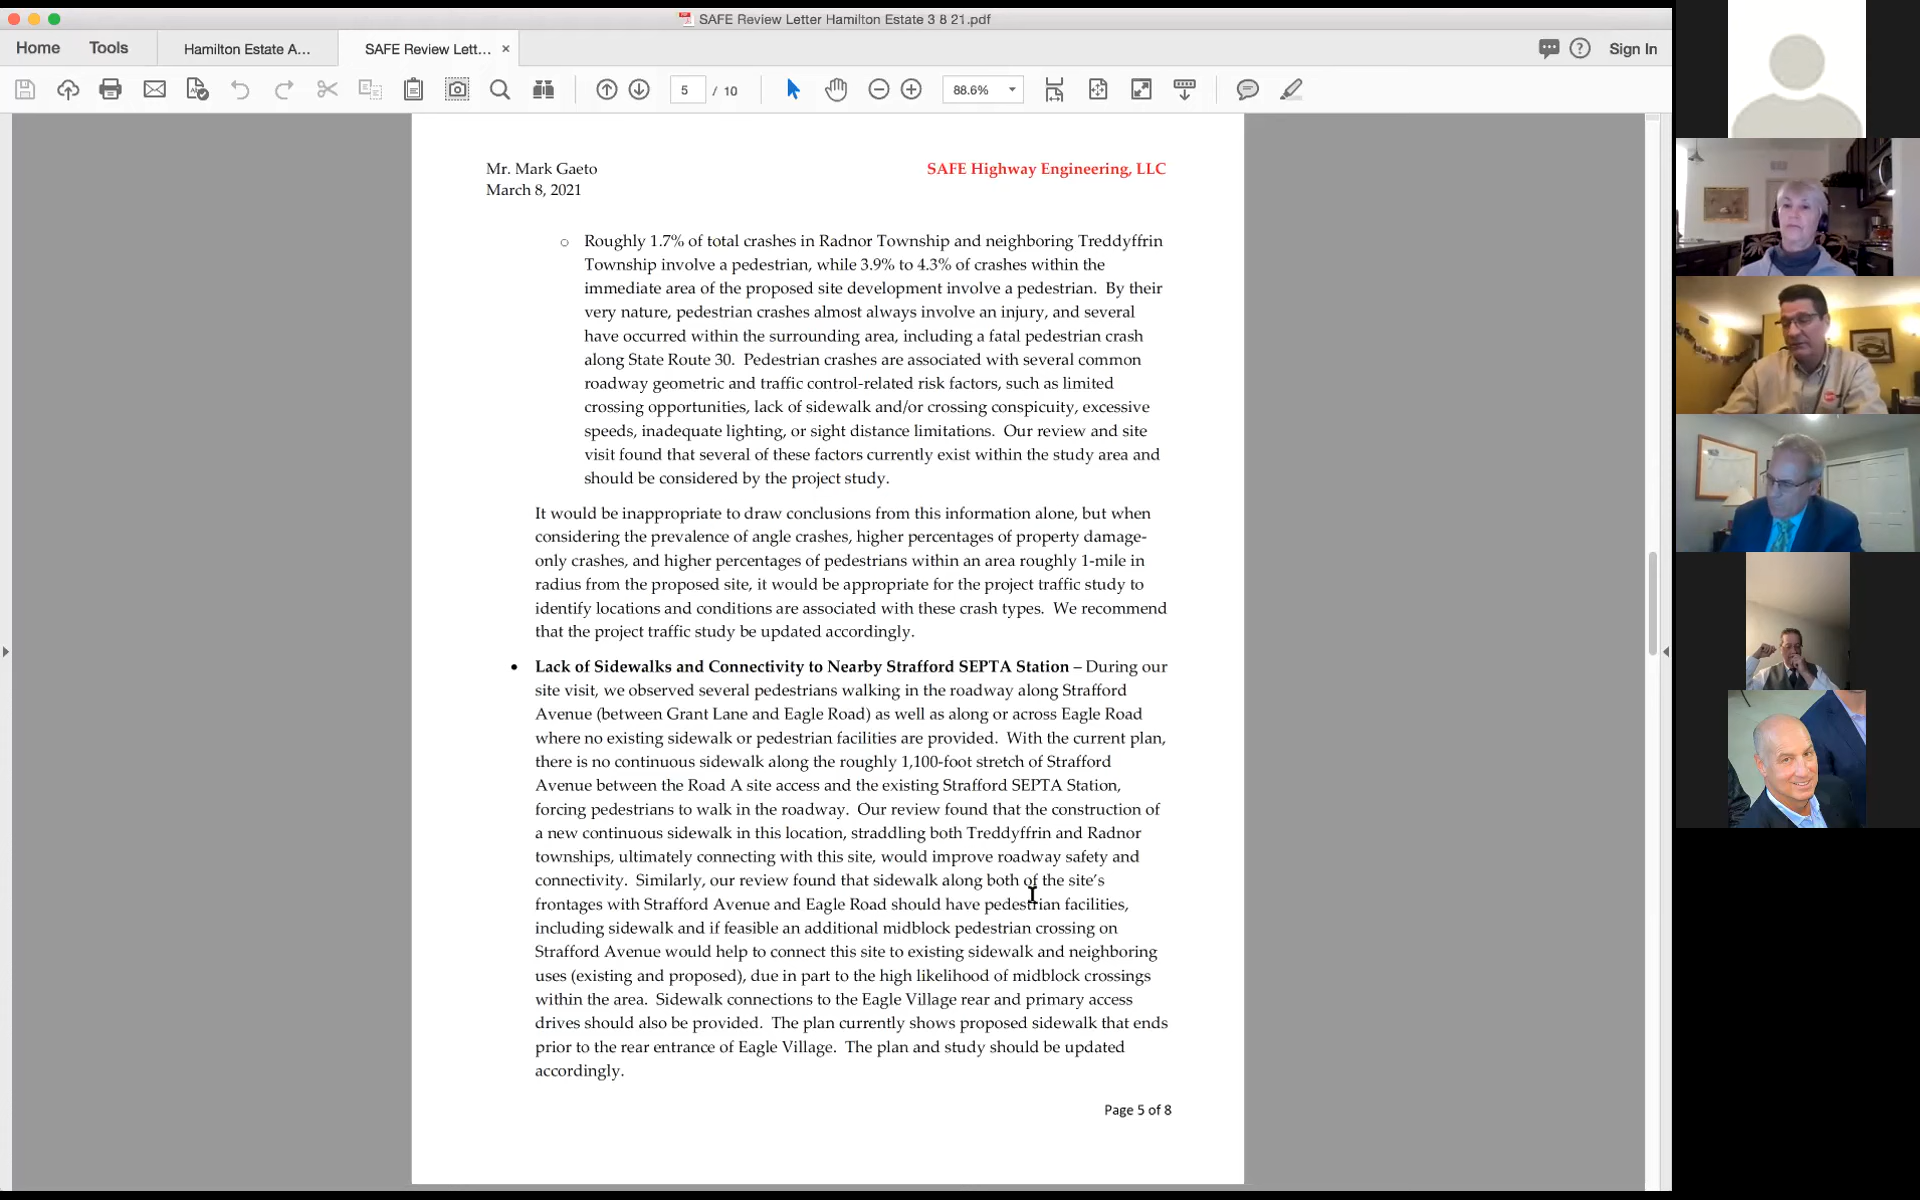 SAFE Review Letter Hamilton Estate 3 8 21.pdf
Home
Tools
Hamilton Estate A...
SAFE Review Lett...
Sign In
5 / 10
88.6%
Mr. Mark Gaeto
SAFE Highway Engineering, LLC
March 8, 2021
o Roughly 1.7% of total crashes in Radnor Township and neighboring Treddyffrin
Township involve a pedestrian, while 3.9% to 4.3% of crashes within the
immediate area of the proposed site development involve a pedestrian. By their
very nature, pedestrian crashes almost always involve an injury, and several
have occurred within the surrounding area, including a fatal pedestrian crash
along State Route 30. Pedestrian crashes are associated with several common
roadway geometric and traffic control-related risk factors, such as limited
crossing opportunities, lack of sidewalk and/or crossing conspicuity, excessive
speeds, inadequate lighting, or sight distance limitations. Our review and site
visit found that several of these factors currently exist within the study area and
should be considered by the project study.
It would be inappropriate to draw conclusions from this information alone, but when
considering the prevalence of angle crashes, higher percentages of property damage-
only crashes, and higher percentages of pedestrians within an area roughly 1-mile in
radius from the proposed site, it would be appropriate for the project traffic study to
identify locations and conditions are associated with these crash types. We recommend
that the project traffic study be updated accordingly.
• Lack of Sidewalks and Connectivity to Nearby Strafford SEPTA Station – During our
site visit, we observed several pedestrians walking in the roadway along Strafford
Avenue (between Grant Lane and Eagle Road) as well as along or across Eagle Road
where no existing sidewalk or pedestrian facilities are provided. With the current plan,
there is no continuous sidewalk along the roughly 1,100-foot stretch of Strafford
Avenue between the Road A site access and the existing Strafford SEPTA Station,
forcing pedestrians to walk in the roadway. Our review found that the construction of
a new continuous sidewalk in this location, straddling both Treddyffrin and Radnor
townships, ultimately connecting with this site, would improve roadway safety and
connectivity. Similarly, our review found that sidewalk along both of the site's
frontages with Strafford Avenue and Eagle Road should have pedestrian facilities,
including sidewalk and if feasible an additional midblock pedestrian crossing on
Strafford Avenue would help to connect this site to existing sidewalk and neighboring
uses (existing and proposed), due in part to the high likelihood of midblock crossings
within the area. Sidewalk connections to the Eagle Village rear and primary access
drives should also be provided. The plan currently shows proposed sidewalk that ends
prior to the rear entrance of Eagle Village. The plan and study should be updated
accordingly.
Page 5 of 8